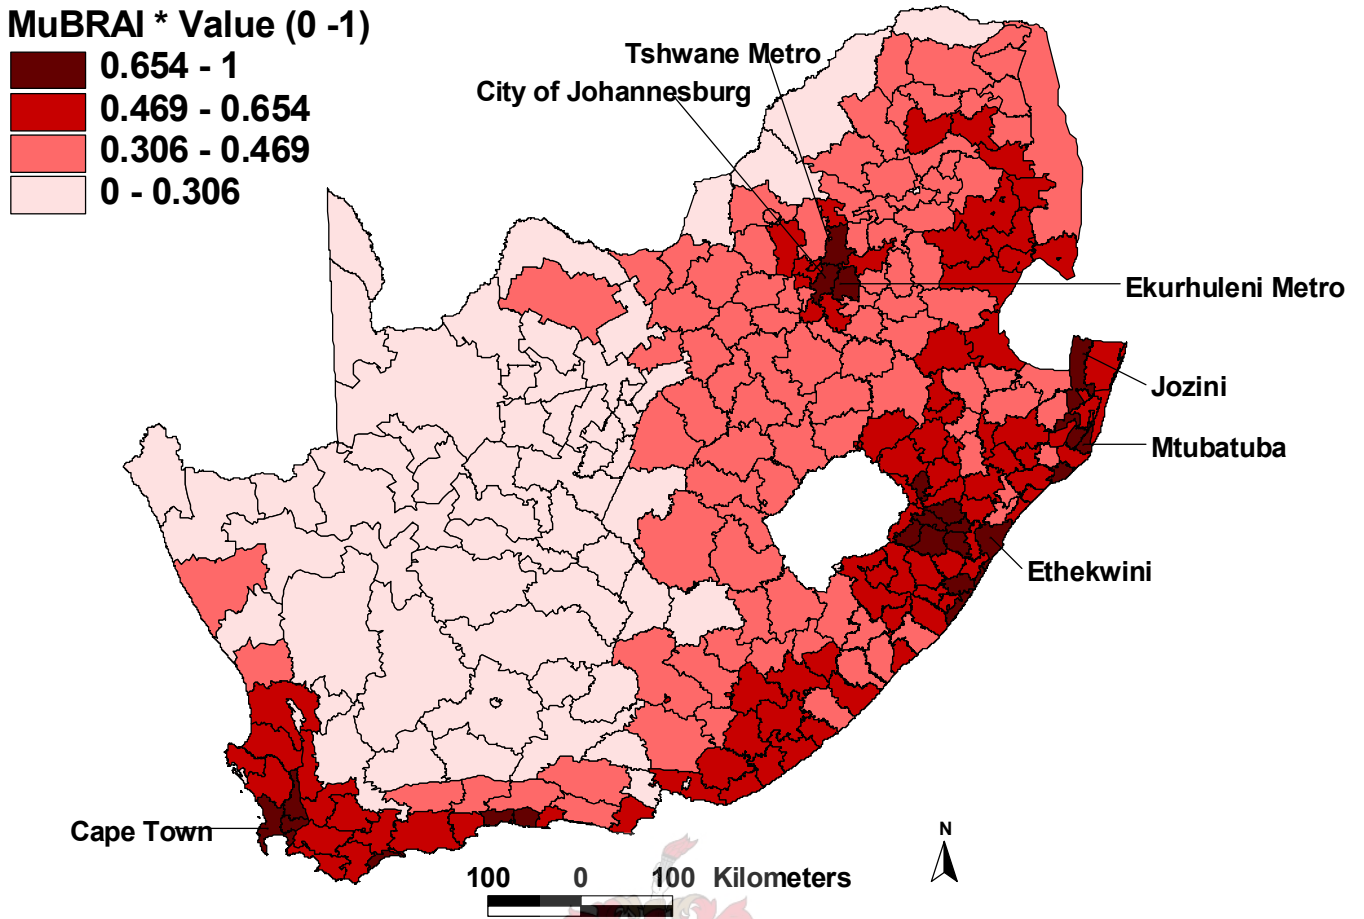 MuBRAI * Value (0 -1)
0.654 - 1
0.469 - 0.654
0.306 - 0.469
0 - 0.306
Tshwane Metro
City of Johannesburg
Ekurhuleni Metro
Jozini
Mtubatuba
Ethekwini
Cape Town
N
100 0 100 Kilometers